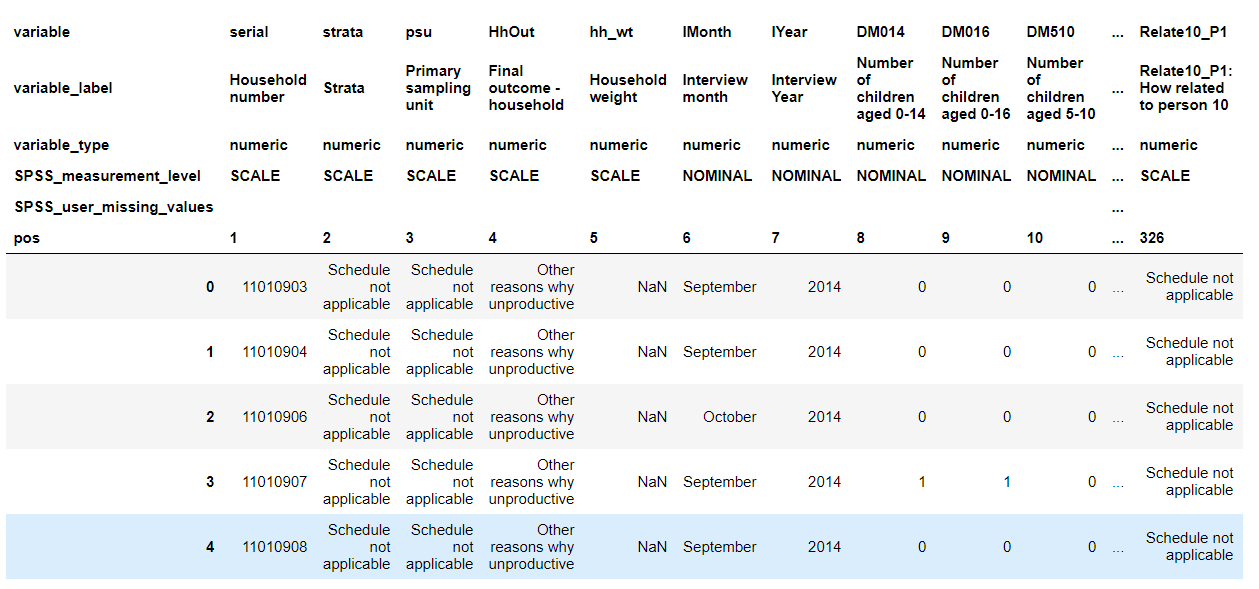 variable serial strata psu HhOut hh_wt IMonth IYear DM014 DM016 DM510 ... Relate10_P1
variable_label Household number Strata Primary sampling unit Final outcome - household Household weight Interview month Interview Year Number of children aged 0-14 Number of children aged 0-16 Number of children aged 5-10 ... Relate10_P1: How related to person 10
variable_type numeric numeric numeric numeric numeric numeric numeric numeric numeric numeric ... numeric
SPSS_measurement_level SCALE SCALE SCALE SCALE SCALE NOMINAL NOMINAL NOMINAL NOMINAL NOMINAL ... SCALE
SPSS_user_missing_values ...
pos 1 2 3 4 5 6 7 8 9 10 ... 326
0 11010903 Schedule not applicable Schedule not applicable Other reasons why unproductive NaN September 2014 0 0 0 ... Schedule not applicable
1 11010904 Schedule not applicable Schedule not applicable Other reasons why unproductive NaN September 2014 0 0 0 ... Schedule not applicable
2 11010906 Schedule not applicable Schedule not applicable Other reasons why unproductive NaN October 2014 0 0 0 ... Schedule not applicable
3 11010907 Schedule not applicable Schedule not applicable Other reasons why unproductive NaN September 2014 1 1 0 ... Schedule not applicable
4 11010908 Schedule not applicable Schedule not applicable Other reasons why unproductive NaN September 2014 0 0 0 ... Schedule not applicable